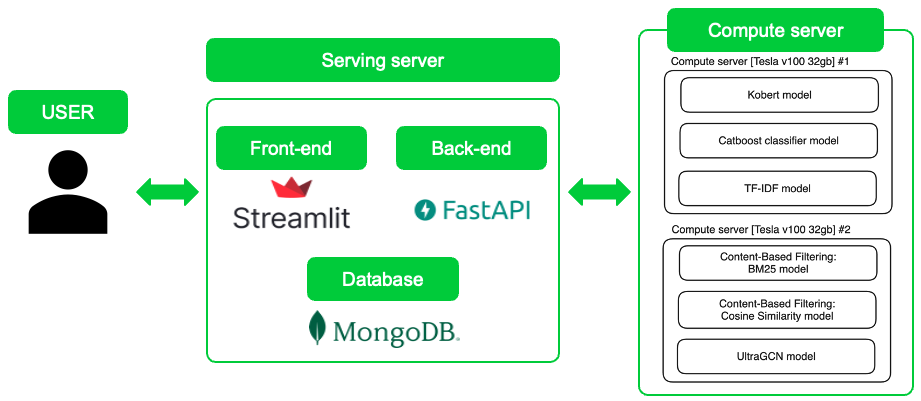 USER
Serving server
Front-end
Streamlit
Back-end
FastAPI
Database
MongoDB.
Compute server
Compute server [Tesla v100 32gb] #1
Kobert model
Catboost classifier model
TF-IDF model
Compute server [Tesla v100 32gb] #2
Content-Based Filtering:
BM25 model
Content-Based Filtering:
Cosine Similarity model
UltraGCN model